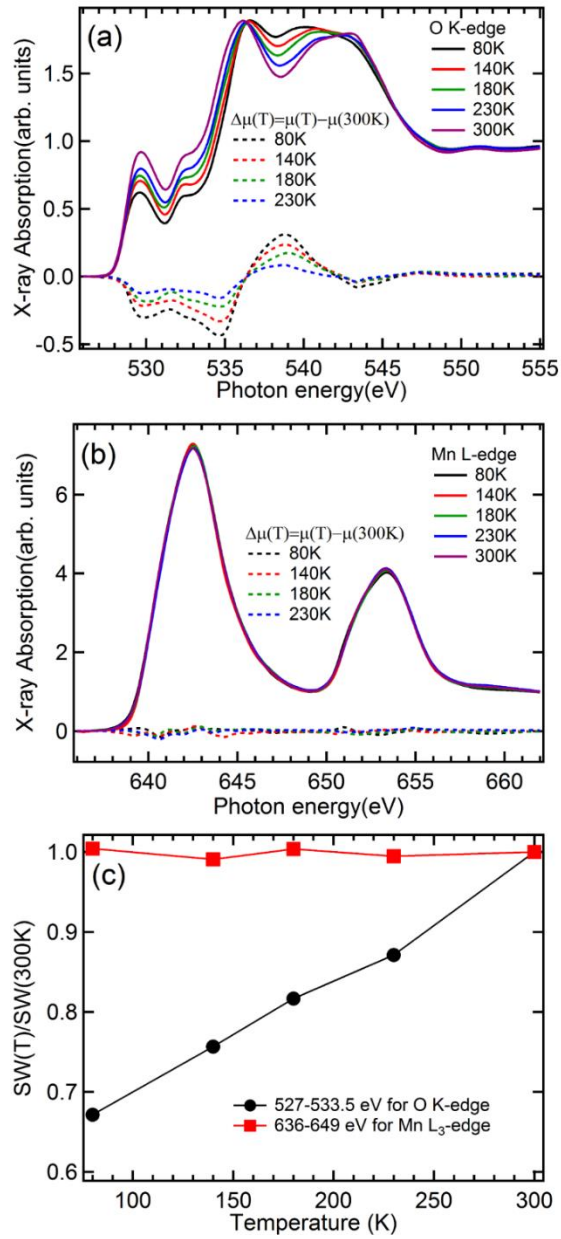 (a)
O K-edge
80K
140K
180K
230K
300K
Δμ(T)=μ(T)−μ(300K)
80K
140K
180K
230K
X-ray Absorption(arb. units)
1.5
1.0
0.5
0.0
-0.5
530 535 540 545 550 555
Photon energy(eV)
(b)
Mn L-edge
80K
140K
180K
230K
300K
Δμ(T)=μ(T)−μ(300K)
80K
140K
180K
230K
X-ray Absorption(arb. units)
6
4
2
0
640 645 650 655 660
Photon energy(eV)
(c)
SW(T)/SW(300K)
1.0
0.9
0.8
0.7
0.6
527-533.5 eV for O K-edge
636-649 eV for Mn L₃-edge
100 150 200 250 300
Temperature (K)